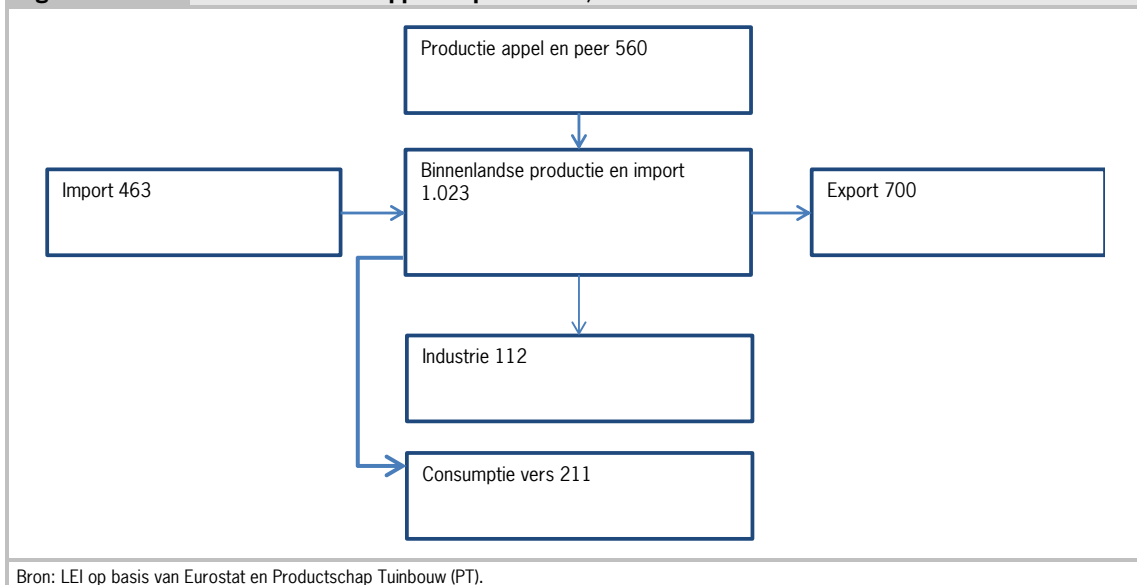 Productie appel en peer 560
Import 463
Binnenlandse productie en import
1.023
Export 700
Industrie 112
Consumptie vers 211
Bron: LEI op basis van Eurostat en Productschap Tuinbouw (PT).